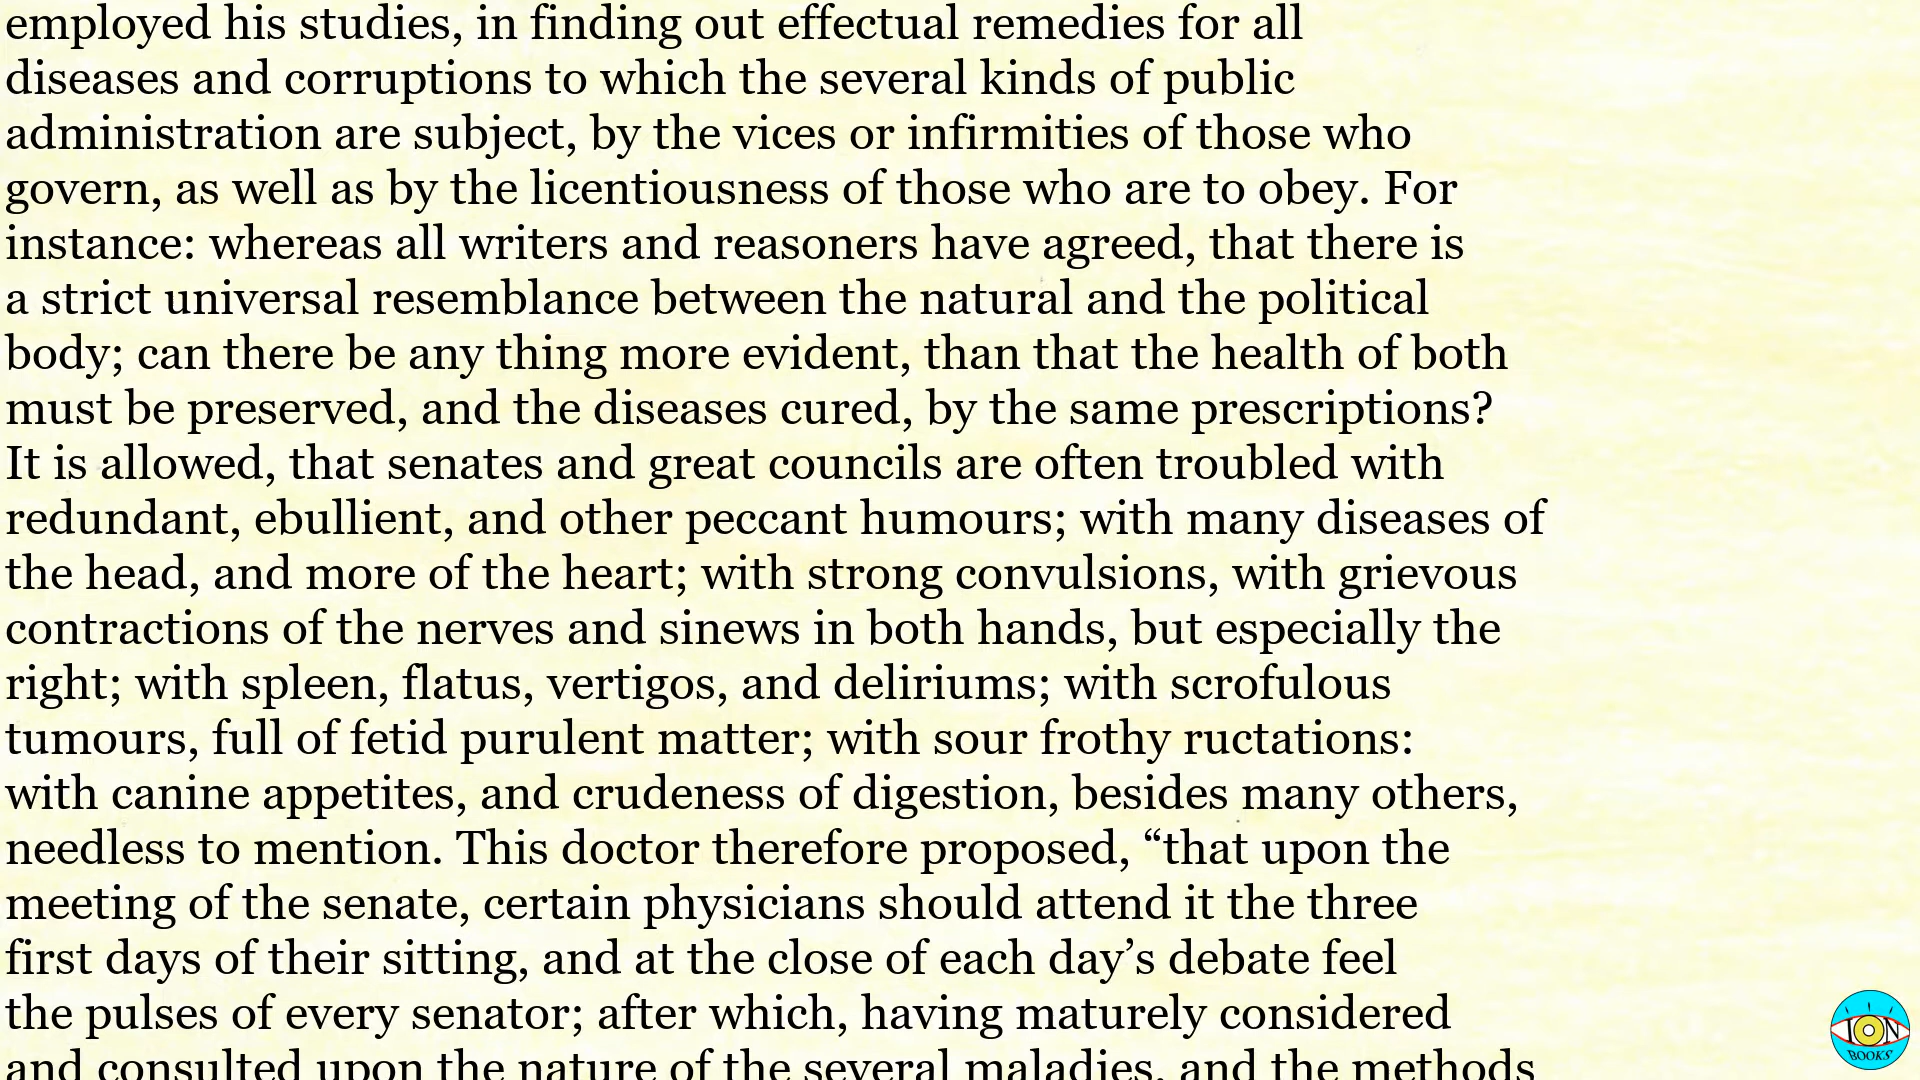 employed his studies, in finding out effectual remedies for all
diseases and corruptions to which the several kinds of public
administration are subject, by the vices or infirmities of those who
govern, as well as by the licentiousness of those who are to obey. For
instance: whereas all writers and reasoners have agreed, that there is
a strict universal resemblance between the natural and the political
body; can there be any thing more evident, than that the health of both
must be preserved, and the diseases cured, by the same prescriptions?
It is allowed, that senates and great councils are often troubled with
redundant, ebullient, and other peccant humours; with many diseases of
the head, and more of the heart; with strong convulsions, with grievous
contractions of the nerves and sinews in both hands, but especially the
right; with spleen, flatus, vertigos, and deliriums; with scrofulous
tumours, full of fetid purulent matter; with sour frothy ructations:
with canine appetites, and crudeness of digestion, besides many others,
needless to mention. This doctor therefore proposed, “that upon the
meeting of the senate, certain physicians should attend it the three
first days of their sitting, and at the close of each day’s debate feel
the pulses of every senator; after which, having maturely considered
and consulted upon the nature of the several maladies, and the methods
ION
BOOKS